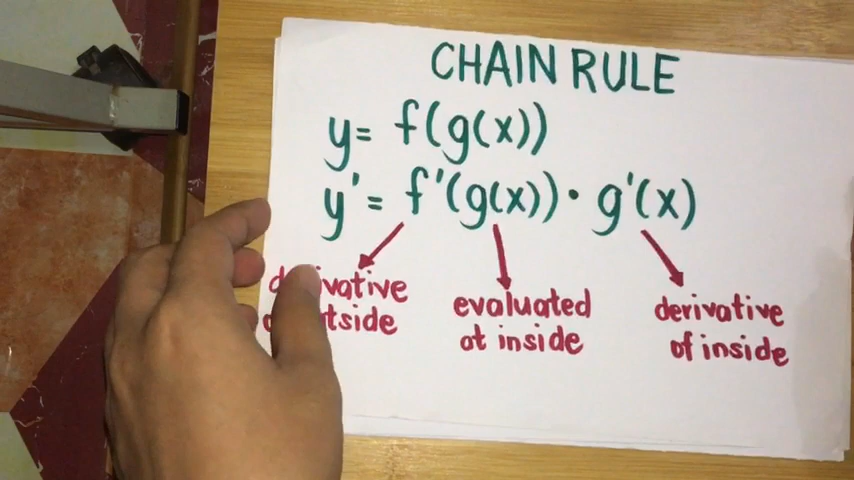 CHAIN RULE
y= f(g(x))
y'= f'(g(x))·g'(x)
evaluated
at inside
derivative
of inside